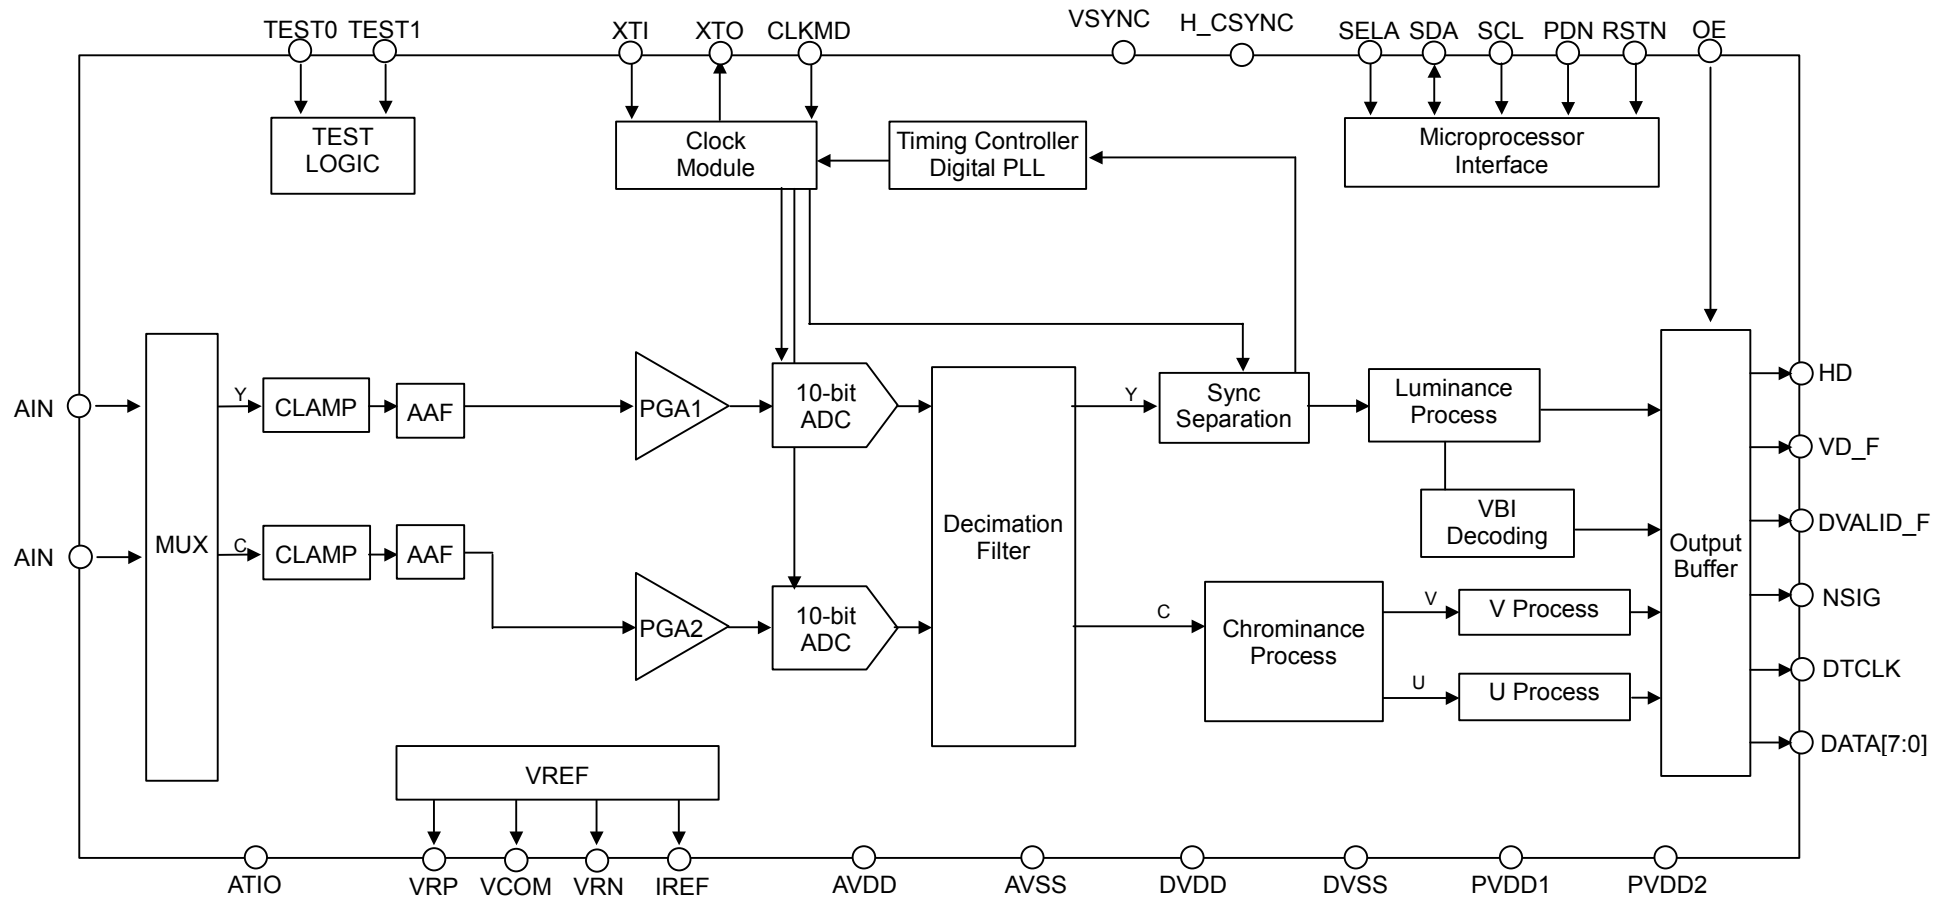 TEST0 TEST1
XTI
XTO
CLKMD
VSYNC
H_CSYNC
SELA
SDA
SCL
PDN
RSTN
OE
TEST
LOGIC
Clock
Module
Timing Controller
Digital PLL
Microprocessor
Interface
AIN
AIN
MUX
Y
CLAMP
AAF
PGA1
10-bit
ADC
C
CLAMP
AAF
PGA2
10-bit
ADC
Decimation
Filter
Y
Sync
Separation
Luminance
Process
VBI
Decoding
C
Chrominance
Process
V
V Process
U
U Process
Output
Buffer
HD
VD_F
DVALID_F
NSIG
DTCLK
DATA[7:0]
VREF
ATIO
VRP
VCOM
VRN
IREF
AVDD
AVSS
DVDD
DVSS
PVDD1
PVDD2